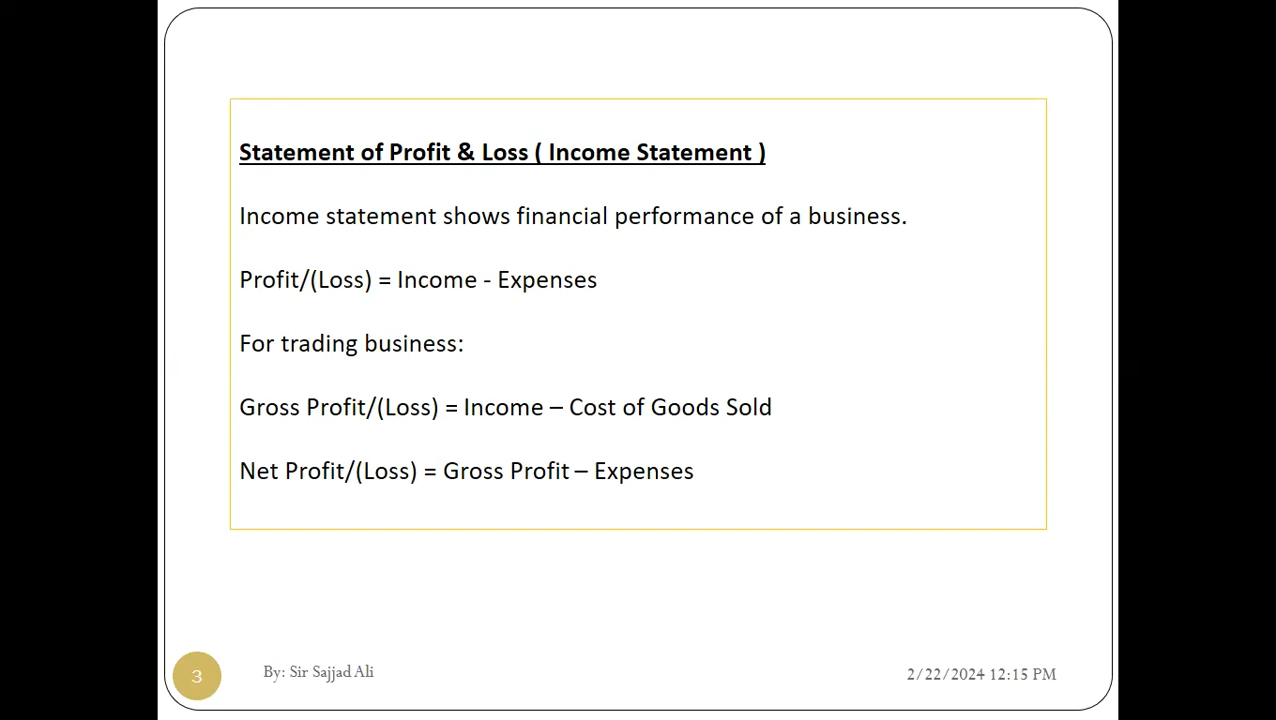 Statement of Profit & Loss ( Income Statement )
Income statement shows financial performance of a business.
Profit/(Loss) = Income - Expenses
For trading business:
Gross Profit/(Loss) = Income – Cost of Goods Sold
Net Profit/(Loss) = Gross Profit – Expenses
3
By: Sir Sajjad Ali
2/22/2024 12:15 PM